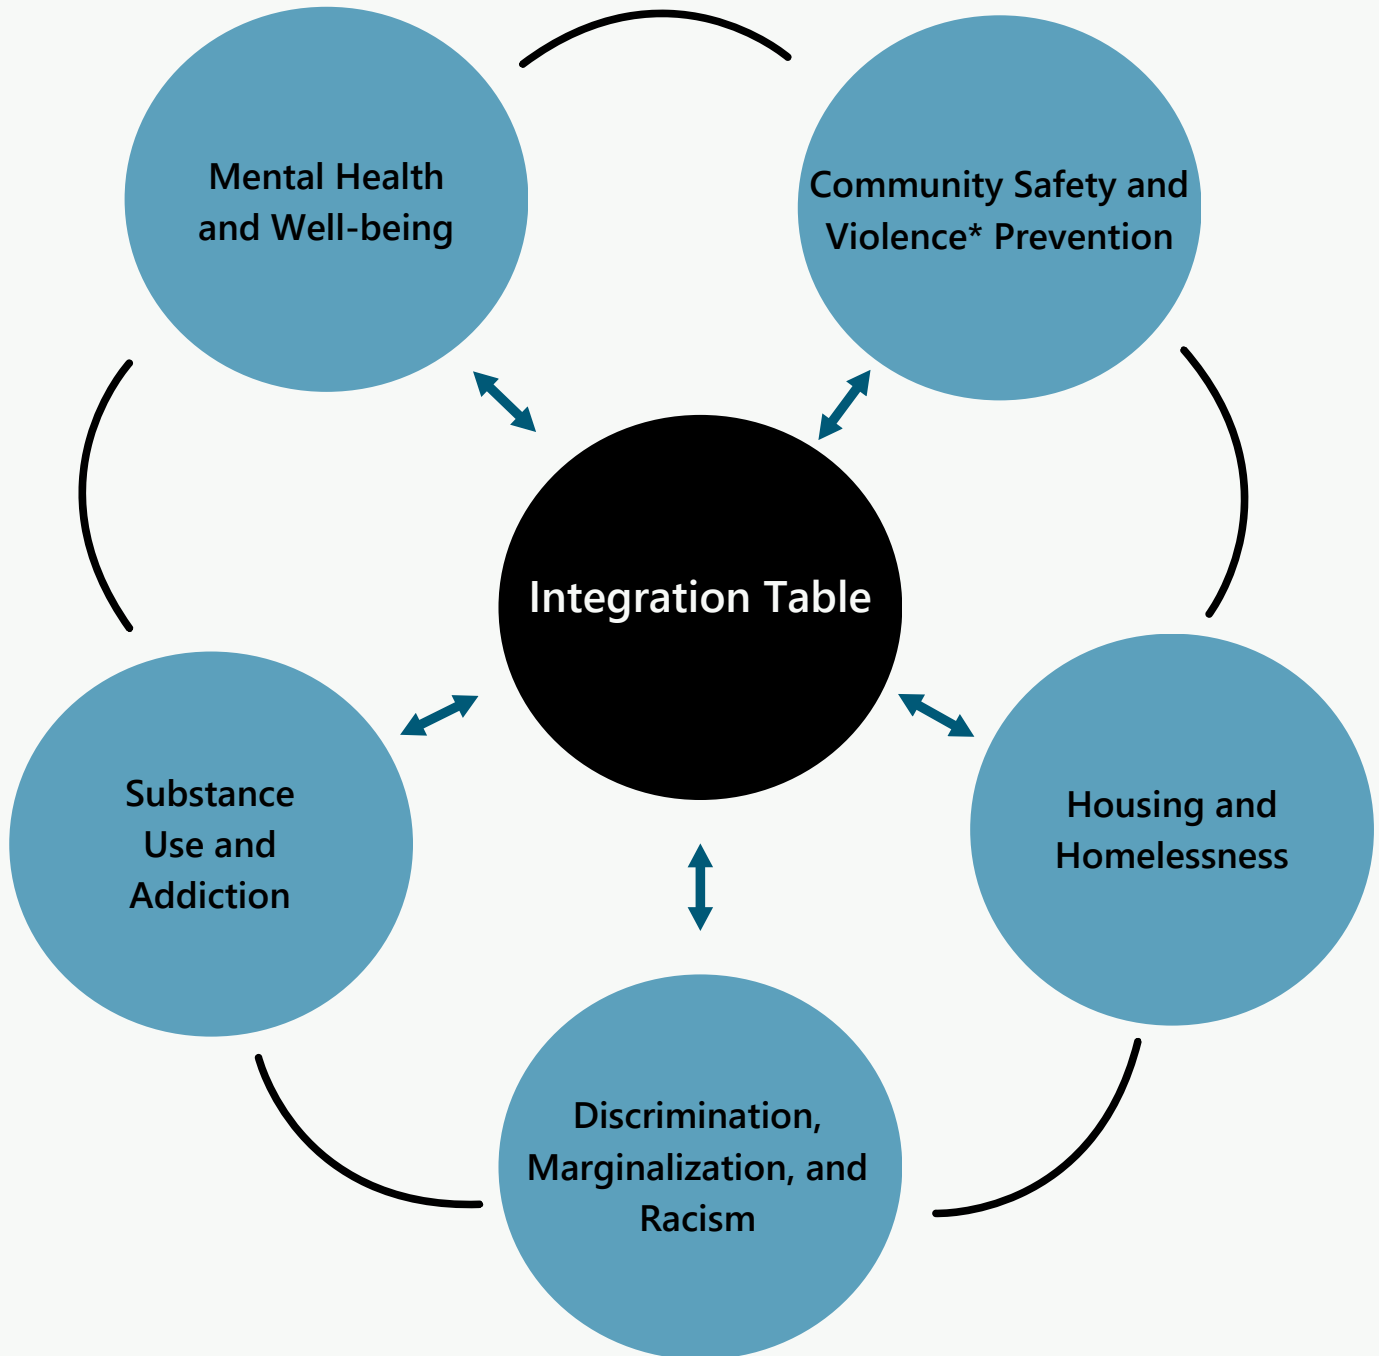 Mental Health
and Well-being
Community Safety and
Violence* Prevention
Integration Table
Substance
Use and
Addiction
Housing and
Homelessness
Discrimination,
Marginalization, and
Racism